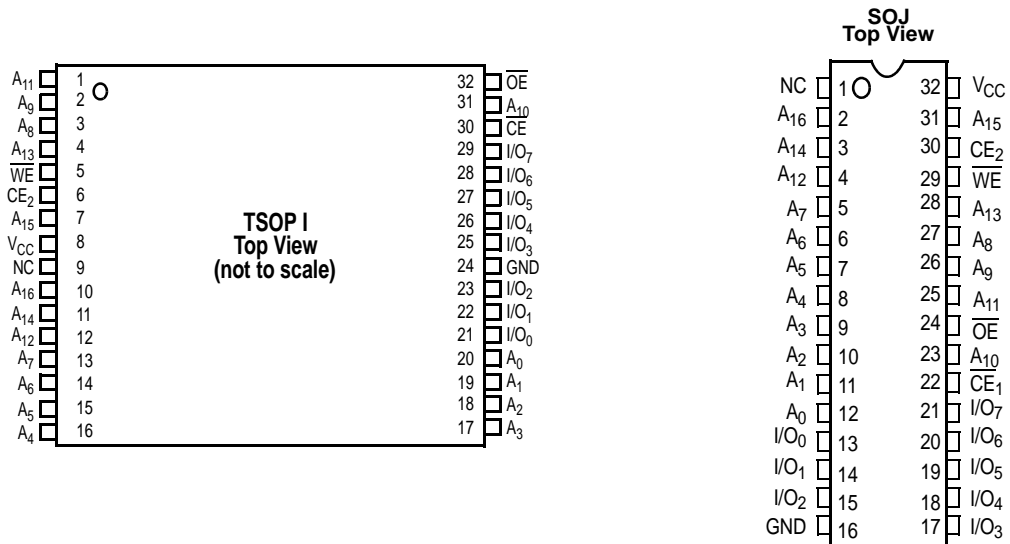 SOJ
Top View
TSOP I
Top View
(not to scale)
A11 1
A9 2
A8 3
A13 4
W̅E̅ 5
CE2 6
A15 7
VCC 8
NC 9
A16 10
A14 11
A12 12
A7 13
A6 14
A5 15
A4 16
32 O̅E̅
31 A10
30 C̅E̅
29 I/O7
28 I/O6
27 I/O5
26 I/O4
25 I/O3
24 GND
23 I/O2
22 I/O1
21 I/O0
20 A0
19 A1
18 A2
17 A3
NC 1
A16 2
A14 3
A12 4
A7 5
A6 6
A5 7
A4 8
A3 9
A2 10
A1 11
A0 12
I/O0 13
I/O1 14
I/O2 15
GND 16
32 VCC
31 A15
30 CE2
29 W̅E̅
28 A13
27 A8
26 A9
25 A11
24 O̅E̅
23 A10
22 C̅E̅1
21 I/O7
20 I/O6
19 I/O5
18 I/O4
17 I/O3